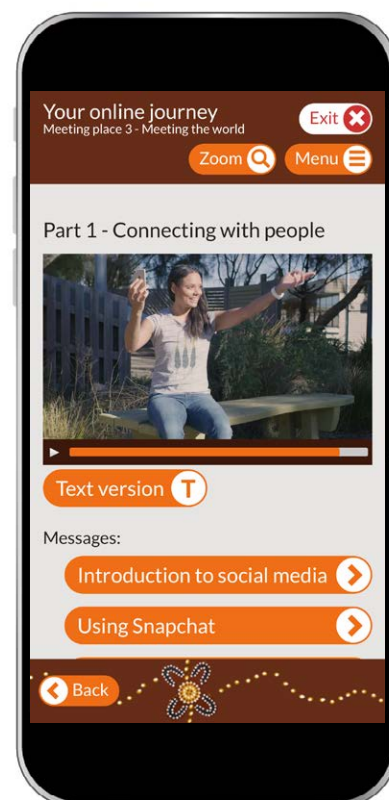 Your online journey
Meeting place 3 - Meeting the world
Exit
Zoom
Menu
Part 1 - Connecting with people
Text version T
Messages:
Introduction to social media
Using Snapchat
Back